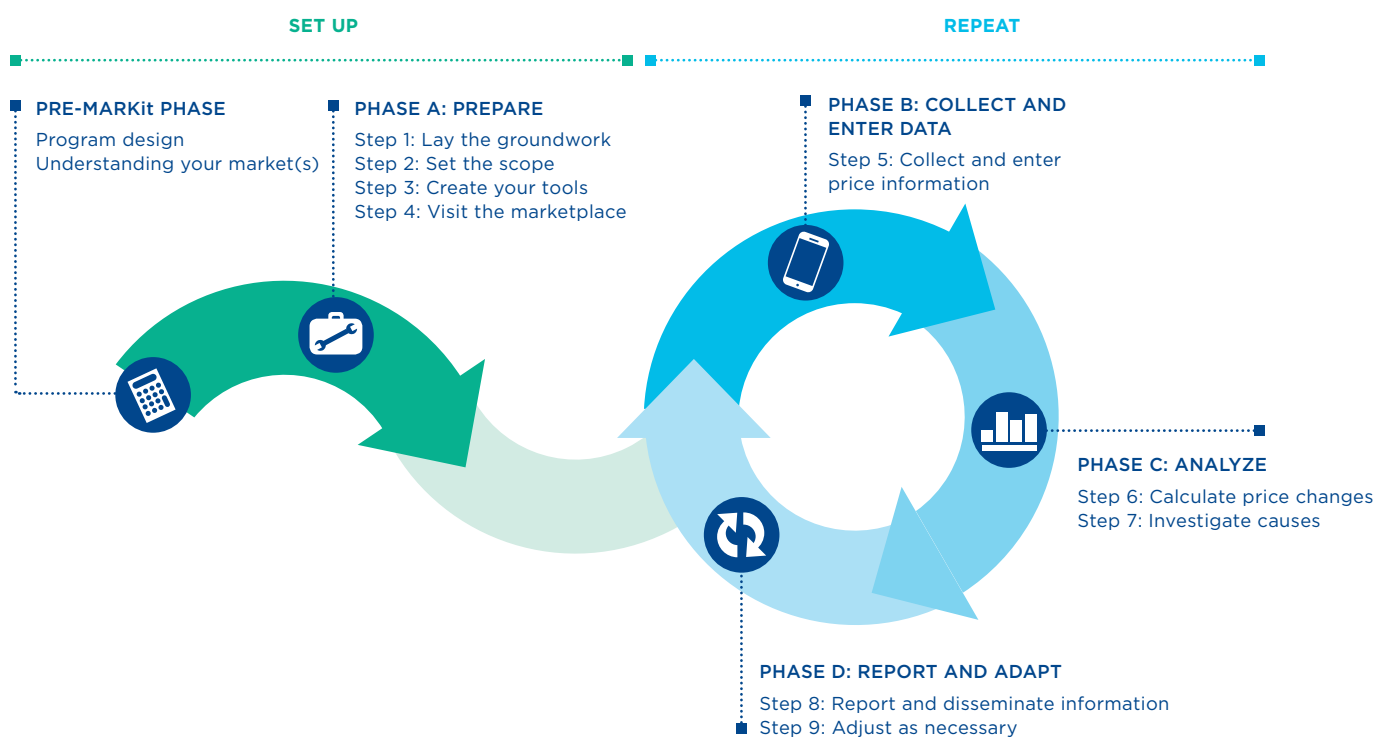 SET UP
REPEAT
PRE-MARKit PHASE
Program design
Understanding your market(s)
PHASE A: PREPARE
Step 1: Lay the groundwork
Step 2: Set the scope
Step 3: Create your tools
Step 4: Visit the marketplace
PHASE B: COLLECT AND
ENTER DATA
Step 5: Collect and enter
price information
PHASE C: ANALYZE
Step 6: Calculate price changes
Step 7: Investigate causes
PHASE D: REPORT AND ADAPT
Step 8: Report and disseminate information
Step 9: Adjust as necessary